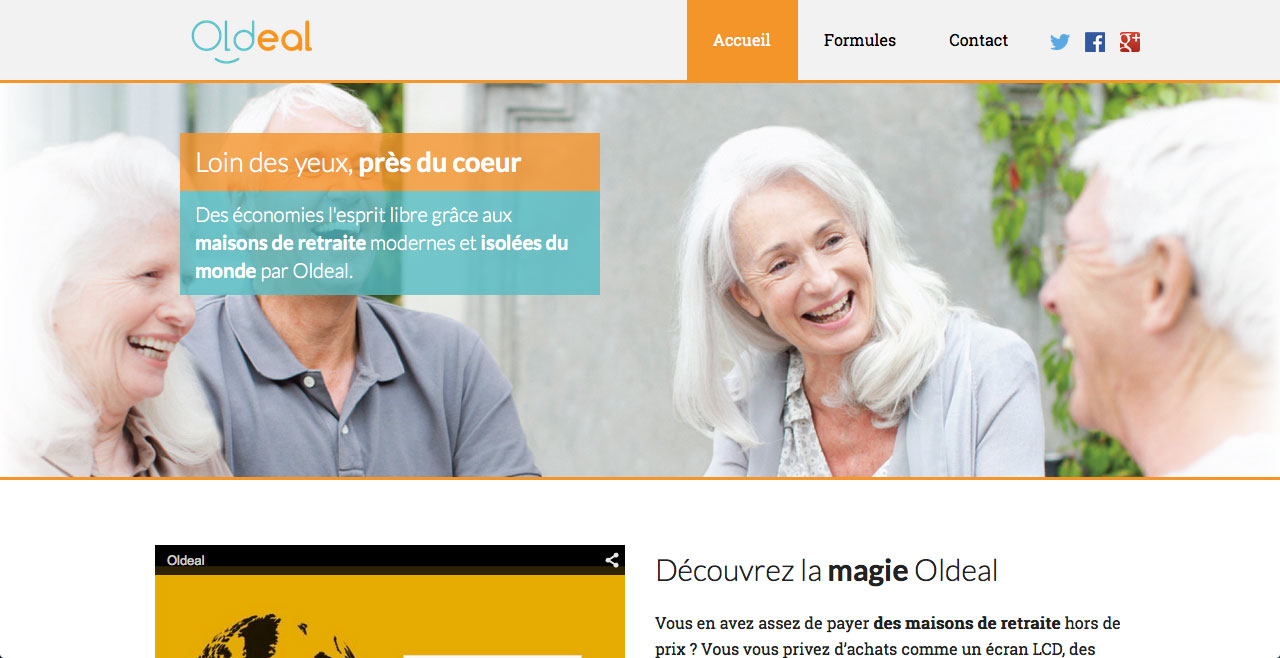 Oldeal
Accueil
Formules
Contact
Loin des yeux, près du coeur
Des économies l'esprit libre grâce aux
maisons de retraite modernes et isolées du
monde par Oldeal.
Oldeal
Découvrez la magie Oldeal
Vous en avez assez de payer des maisons de retraite hors de
prix ? Vous vous privez d'achats comme un écran LCD, des